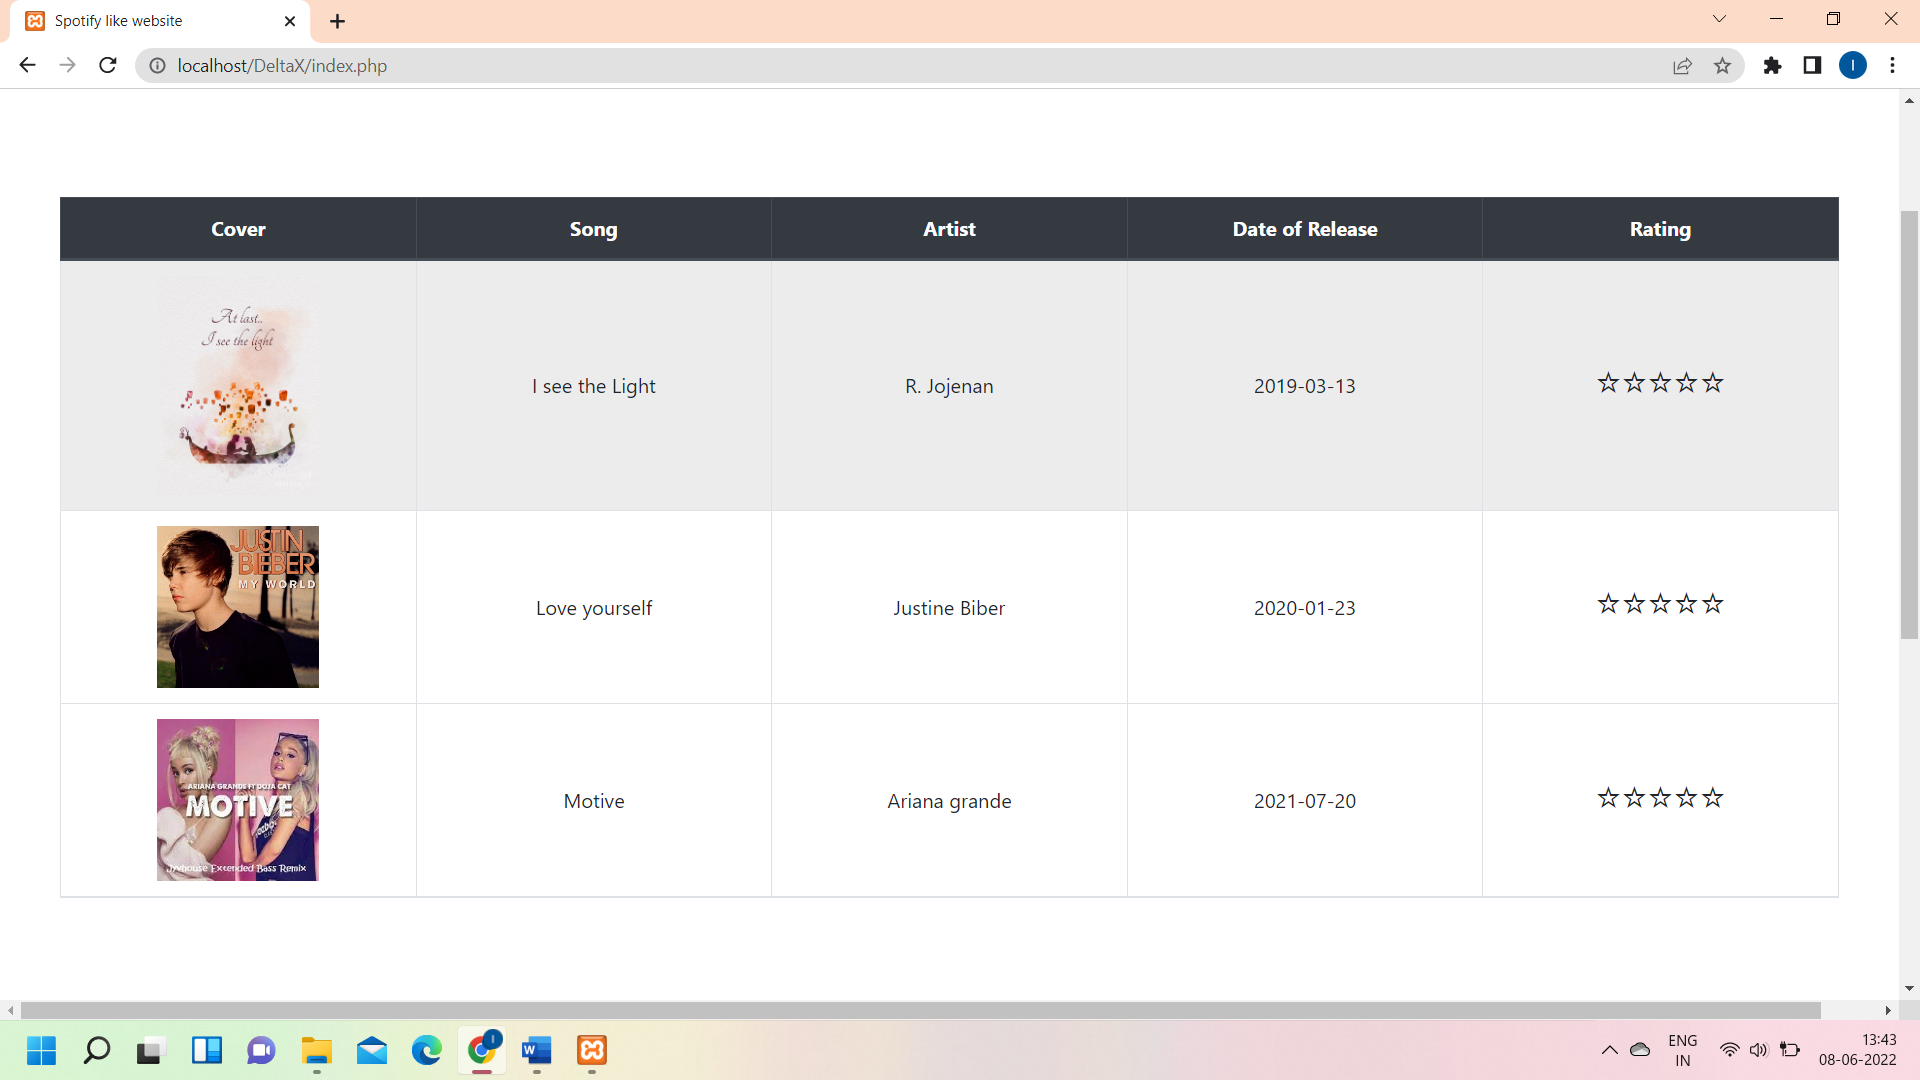 Spotify like website
localhost/DeltaX/index.php
Cover Song Artist Date of Release Rating
At last..
I see the light
I see the Light R. Jojenan 2019-03-13 ☆☆☆☆☆
JUSTIN
BIEBER
MY WORLD
Love yourself Justine Biber 2020-01-23 ☆☆☆☆☆
ARIANA GRANDE FT DOJA CAT
MOTIVE
Jyvhouse Extended Bass Remix
Motive Ariana grande 2021-07-20 ☆☆☆☆☆
ENG
IN
13:43
08-06-2022